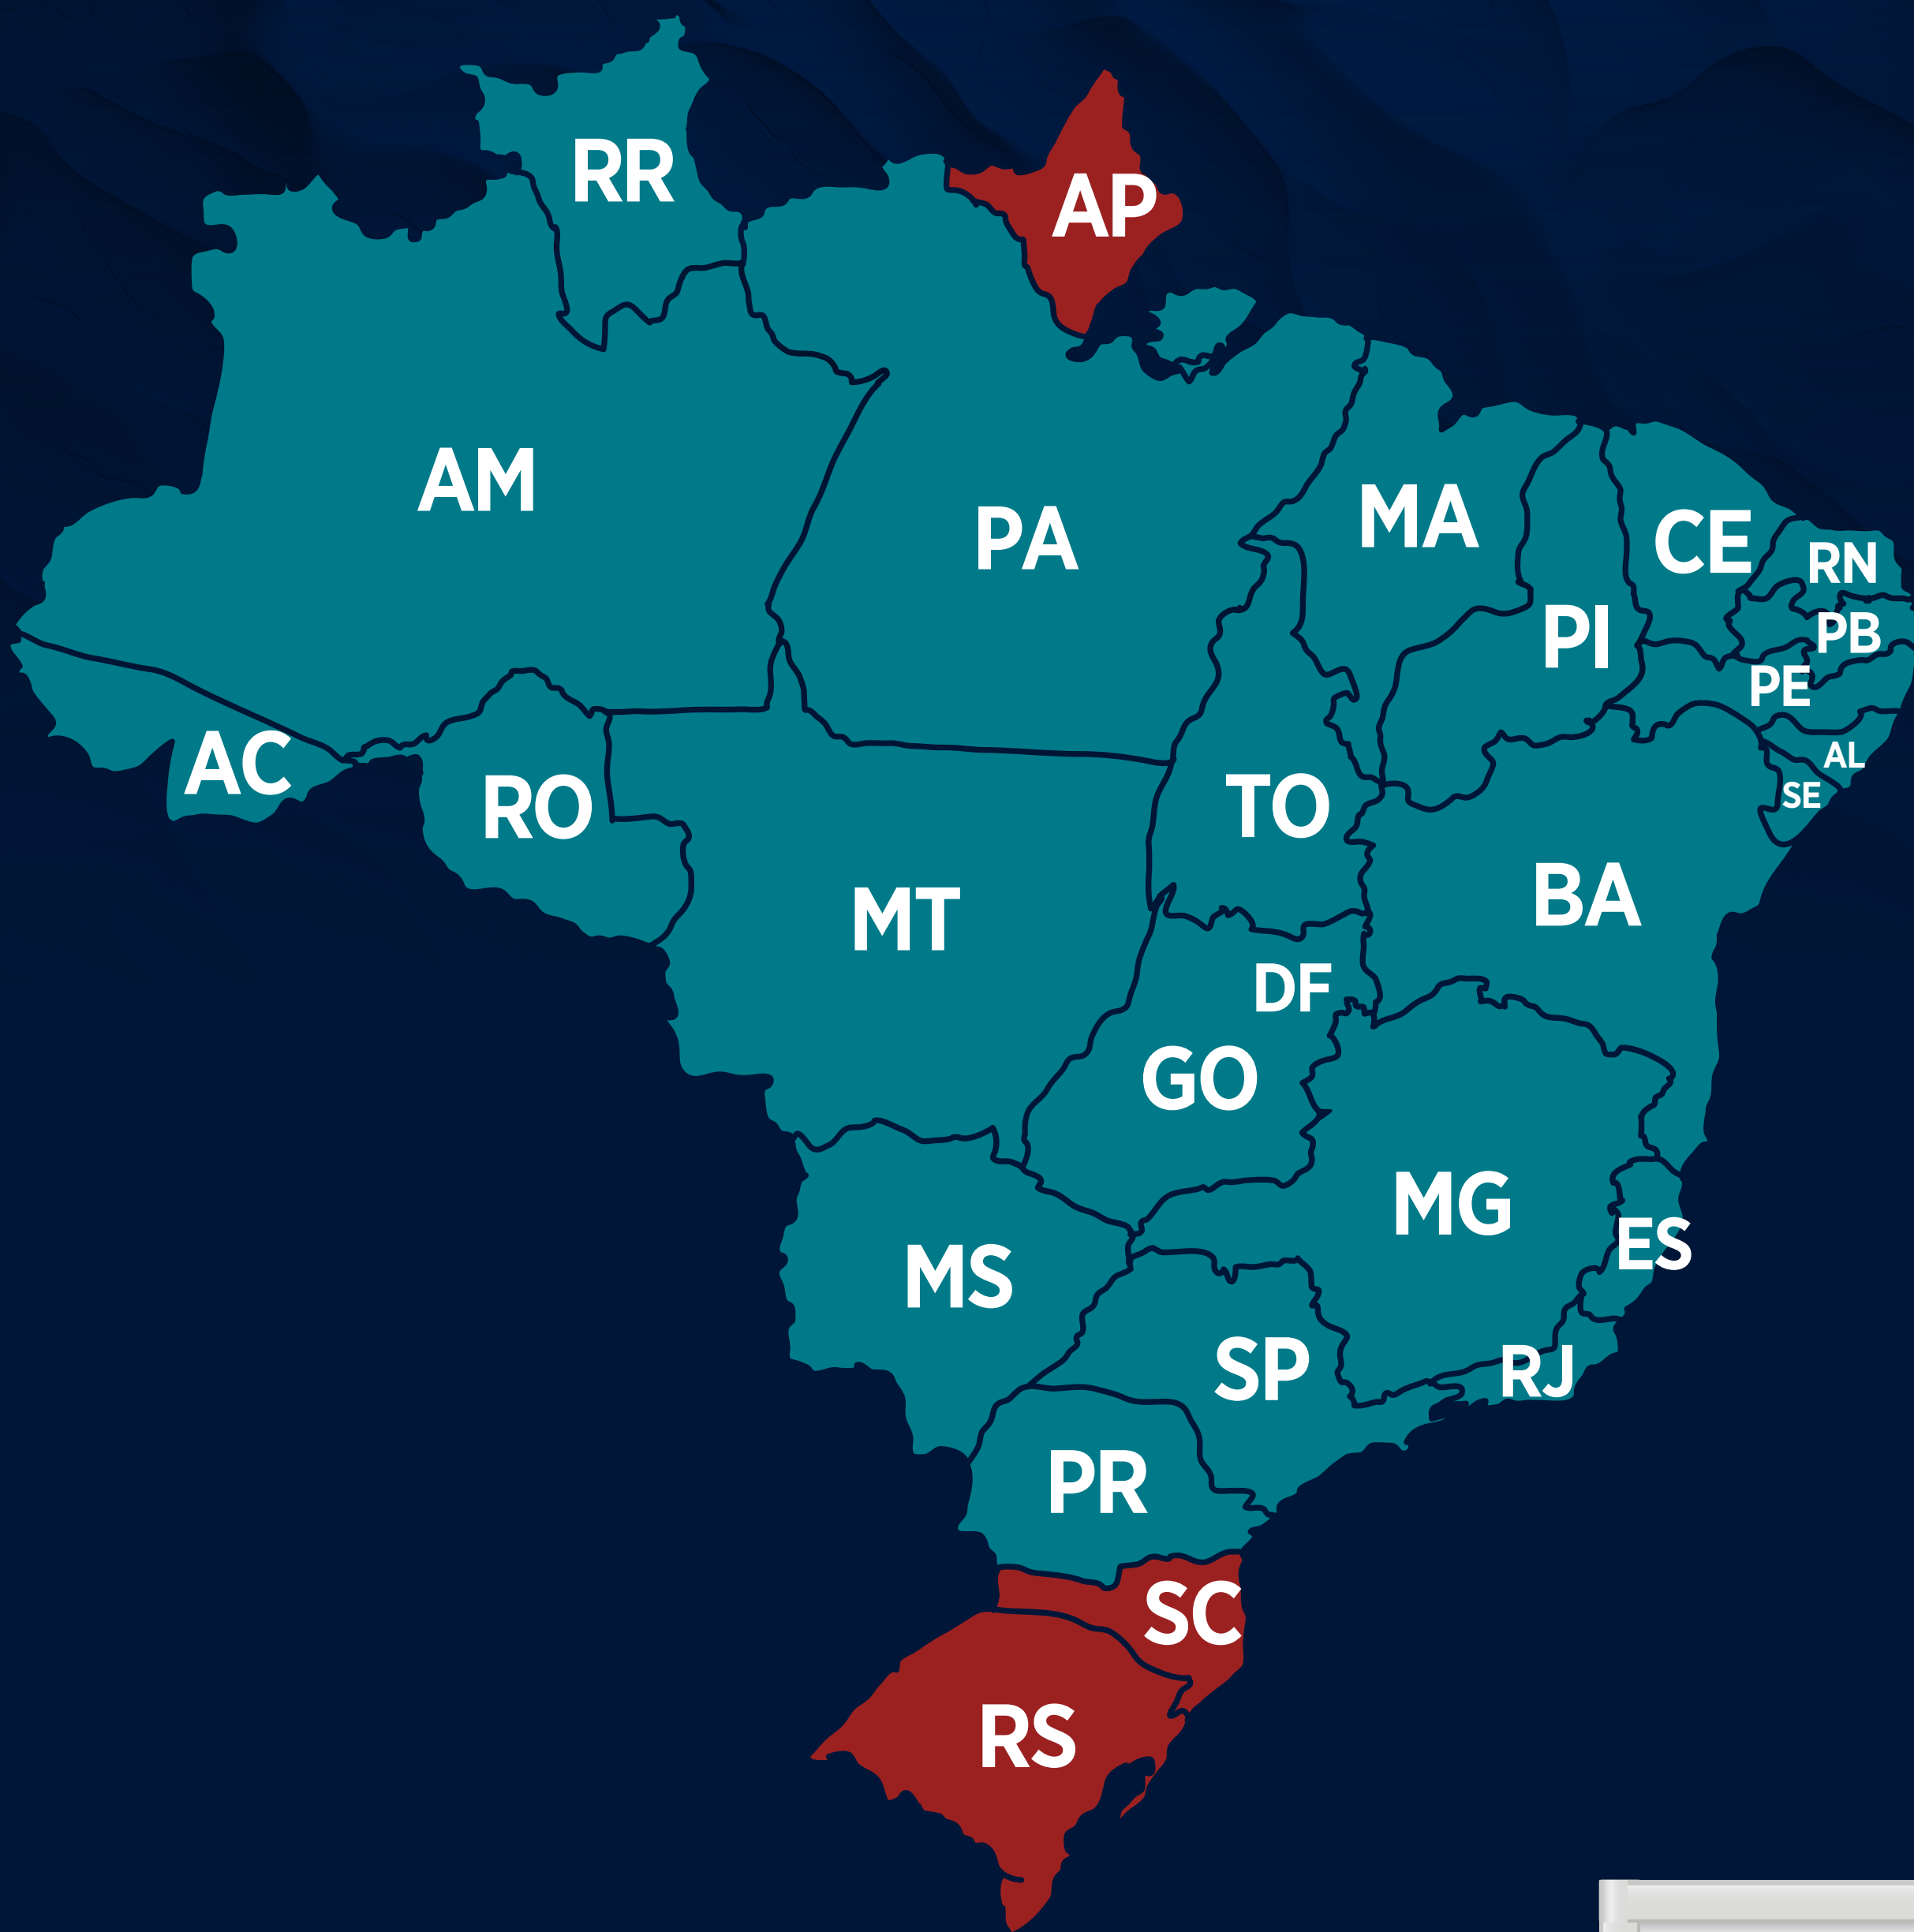 RR
AP
AM
PA
MA
CE
RN
PI
PB
PE
AC
AL
SE
RO
TO
BA
MT
DF
GO
MG
ES
MS
SP
RJ
PR
SC
RS